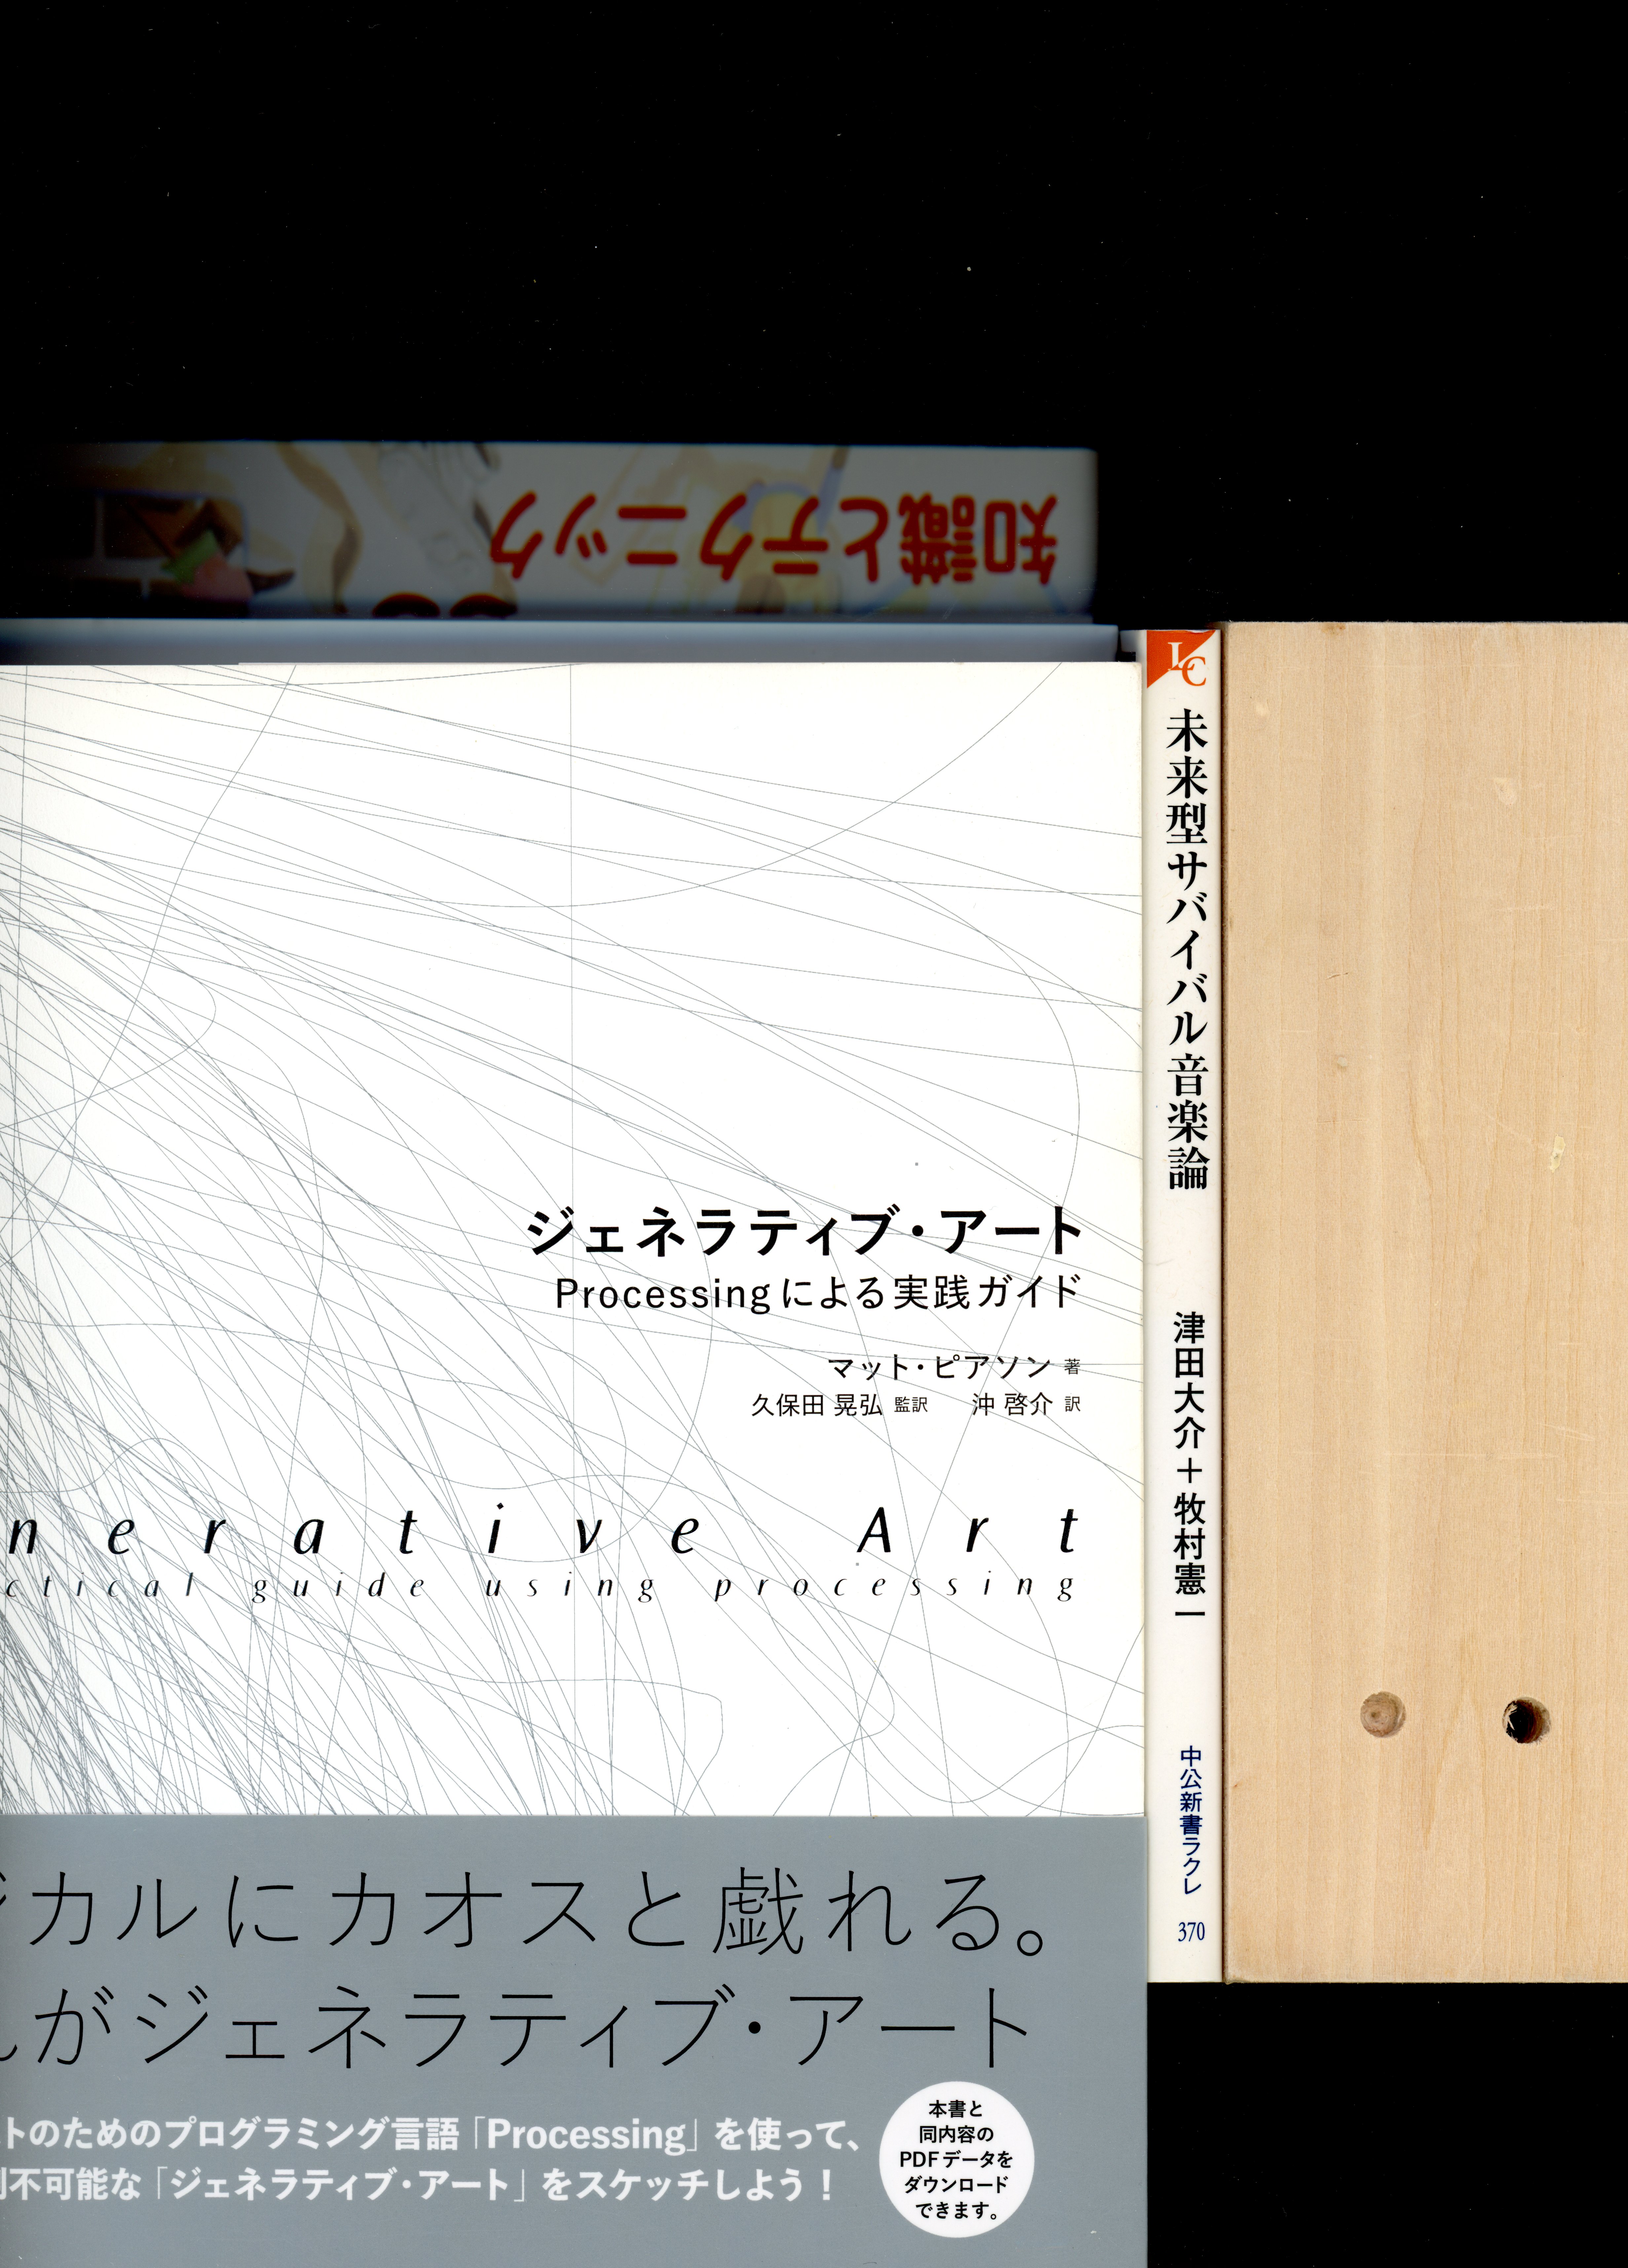 知識とテクニック
ジェネラティブ・アート
Processingによる実践ガイド
マット・ピアソン 著
久保田 晃弘 監訳 沖 啓介 訳
nerative Art
ctical guide using processing
カルにカオスと戯れる。
がジェネラティブ・アート
トのためのプログラミング言語「Processing」を使って、
不可能な「ジェネラティブ・アート」をスケッチしよう！
本書と
同内容の
PDFデータを
ダウンロード
できます。
LC
未来型サバイバル音楽論
津田大介＋牧村憲一
中公新書ラクレ
370